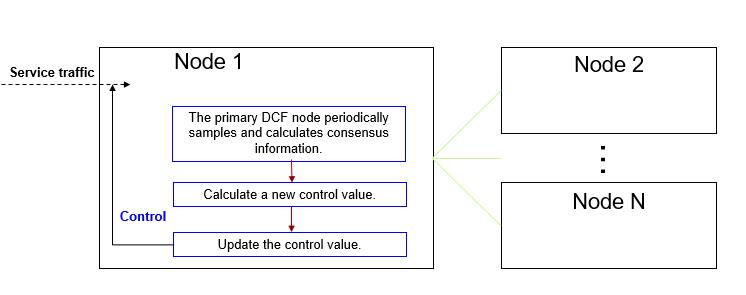 Node 1
Node 2
Service traffic
The primary DCF node periodically
samples and calculates consensus
information.
Calculate a new control value.
Node N
Control
Update the control value.